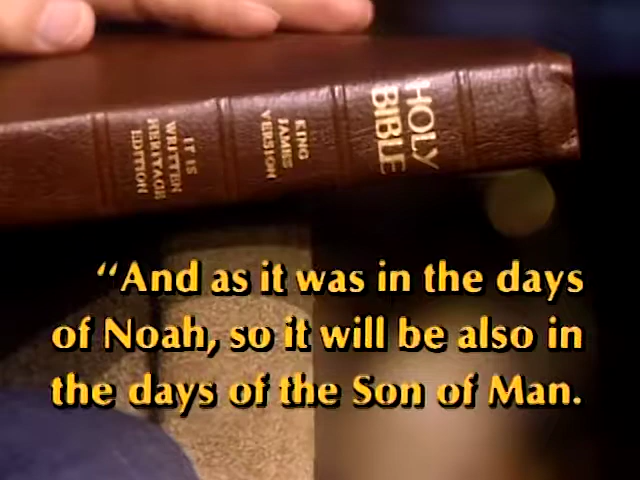 HOLY
BIBLE
KING
JAMES
VERSION
IT IS
WRITTEN
HERITAGE
EDITION
“And as it was in the days
of Noah, so it will be also in
the days of the Son of Man.